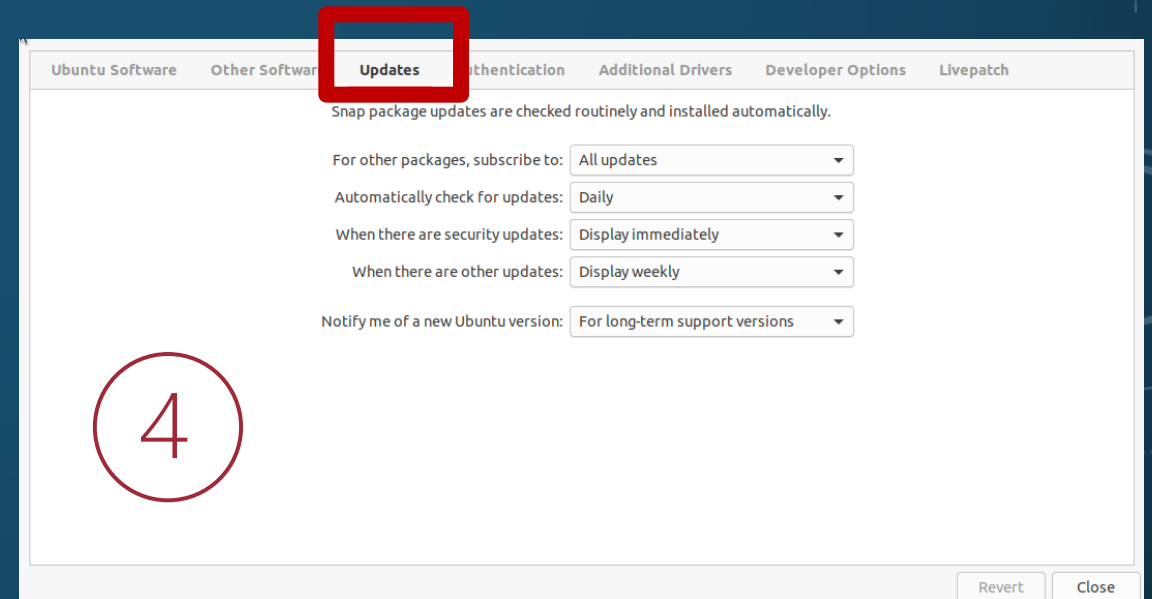 Ubuntu Software Other Software Updates Authentication Additional Drivers Developer Options Livepatch
Snap package updates are checked routinely and installed automatically.
For other packages, subscribe to: All updates
Automatically check for updates: Daily
When there are security updates: Display immediately
When there are other updates: Display weekly
Notify me of a new Ubuntu version: For long-term support versions
4
Revert Close